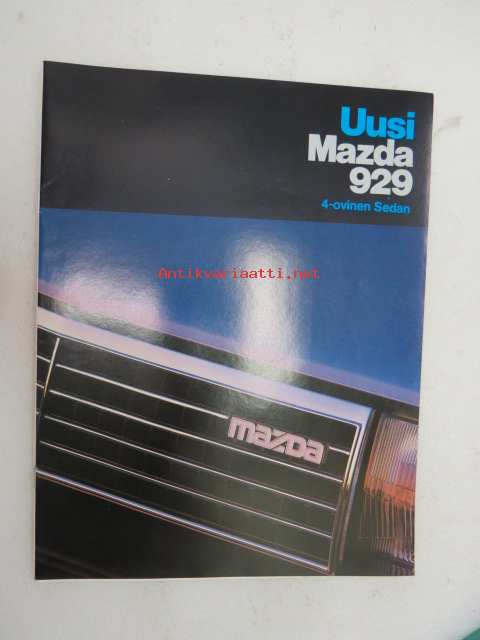 Uusi
Mazda
929
4-ovinen Sedan
Antikvariaatti.net
mazda